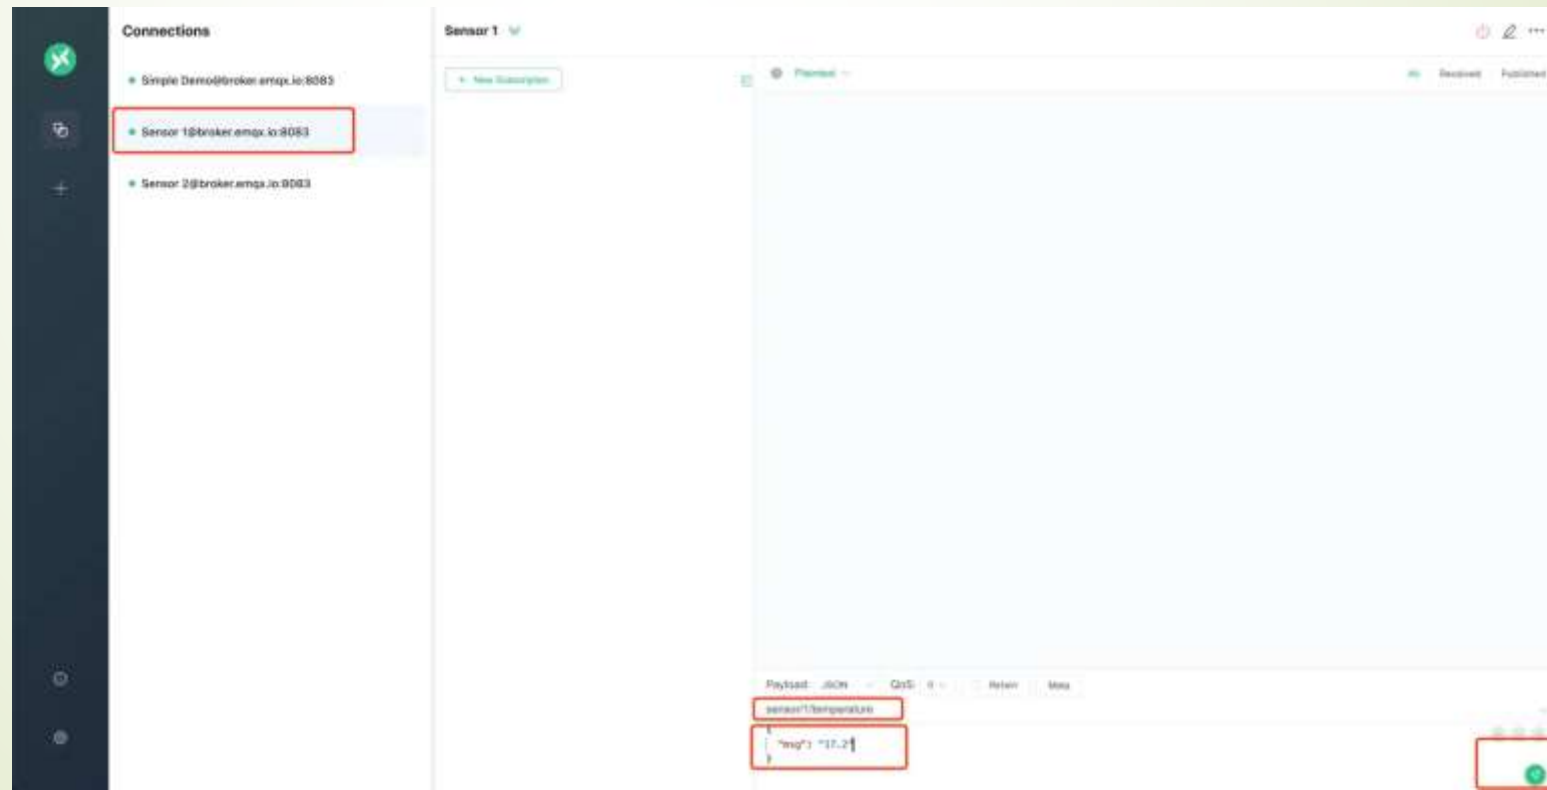 Connections
Simple Demo@broker.emqx.io:8083
Sensor 1@broker.emqx.io:8083
Sensor 2@broker.emqx.io:8083
Sensor 1
+ New Subscription
Plaintext
All Received Published
Payload: JSON QoS: 0 Retain Meta
sensor/1/temperature
{
"msg": "17.2"
}